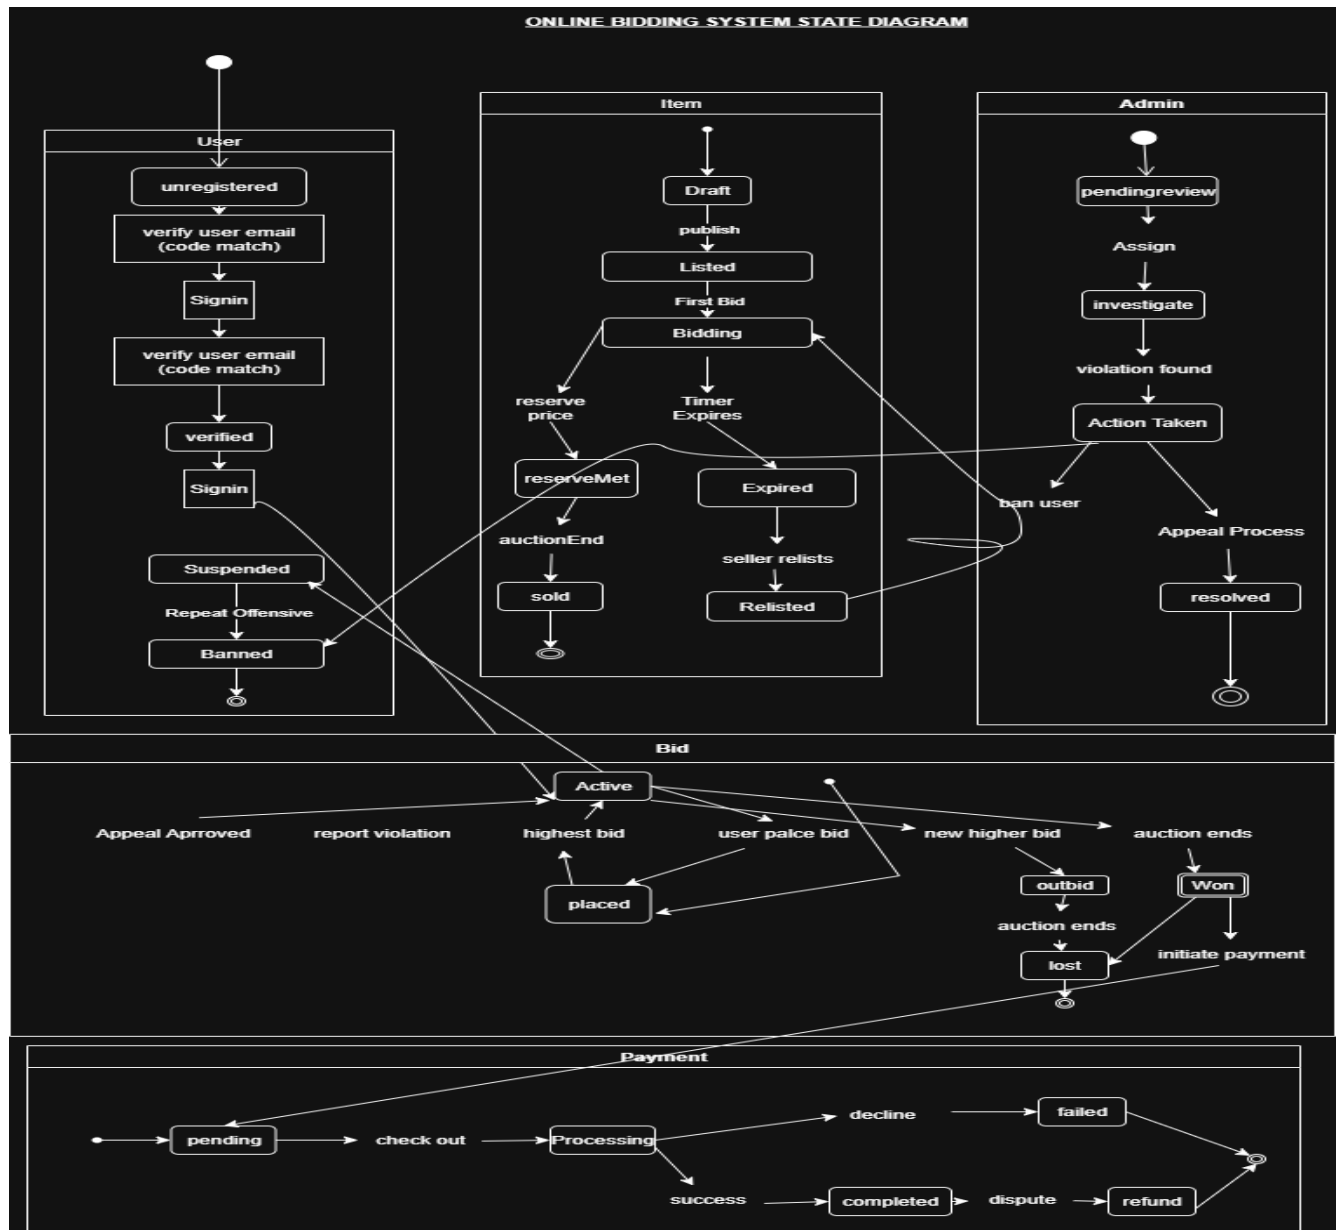 ONLINE BIDDING SYSTEM STATE DIAGRAM
User
unregistered
verify user email
(code match)
Signin
verify user email
(code match)
verified
Signin
Suspended
Repeat Offensive
Banned
Item
Draft
publish
Listed
First Bid
Bidding
reserve
price
Timer
Expires
reserveMet
Expired
auctionEnd
seller relists
sold
Relisted
Admin
pendingreview
Assign
investigate
violation found
Action Taken
ban user
Appeal Process
resolved
Bid
Active
Appeal Aprroved
report violation
highest bid
user palce bid
new higher bid
auction ends
placed
outbid
Won
auction ends
lost
initiate payment
Payment
pending
check out
Processing
decline
failed
success
completed
dispute
refund